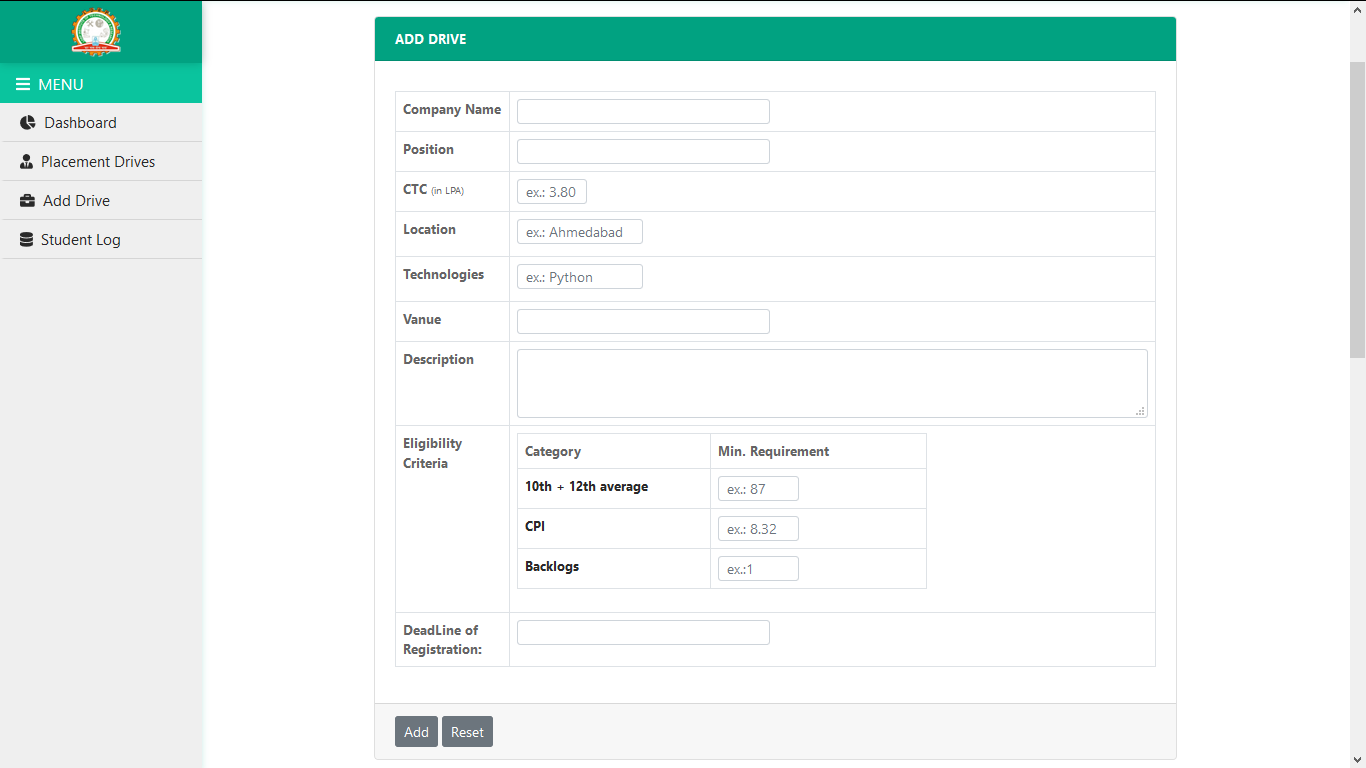 ADD DRIVE
MENU
Dashboard
Placement Drives
Add Drive
Student Log
Company Name
Position
CTC (in LPA)
ex.: 3.80
Location
ex.: Ahmedabad
Technologies
ex.: Python
Vanue
Description
Eligibility
Criteria
Category
Min. Requirement
10th + 12th average
ex.: 87
CPI
ex.: 8.32
Backlogs
ex.:1
DeadLine of
Registration:
Add
Reset